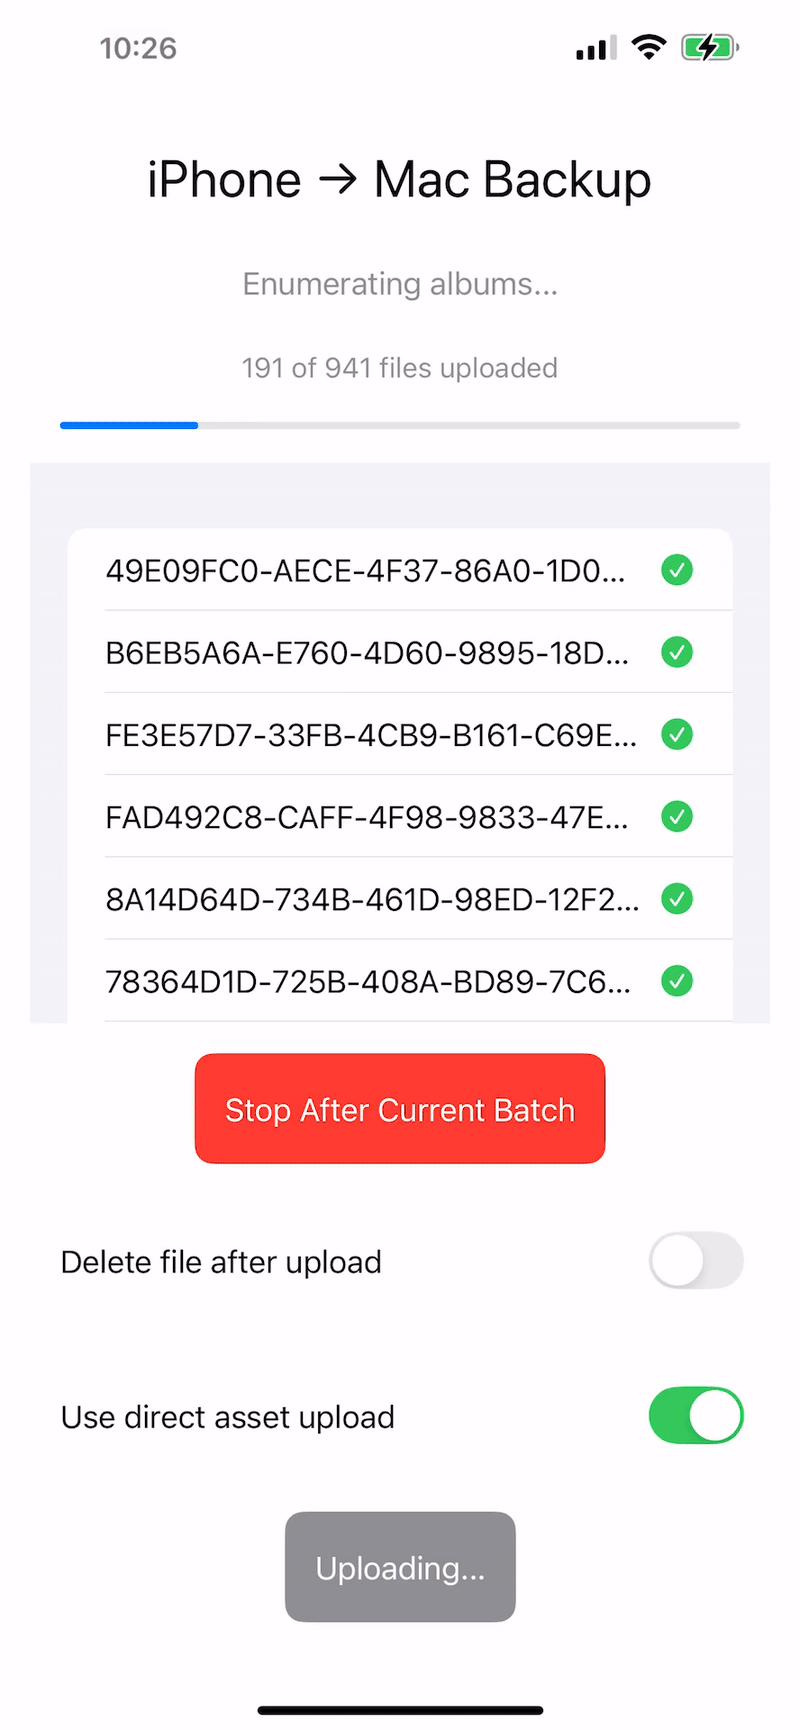 10:26
iPhone → Mac Backup
Enumerating albums...
191 of 941 files uploaded
49E09FC0-AECE-4F37-86A0-1D0...
B6EB5A6A-E760-4D60-9895-18D...
FE3E57D7-33FB-4CB9-B161-C69E...
FAD492C8-CAFF-4F98-9833-47E...
8A14D64D-734B-461D-98ED-12F2...
78364D1D-725B-408A-BD89-7C6...
Stop After Current Batch
Delete file after upload
Use direct asset upload
Uploading...